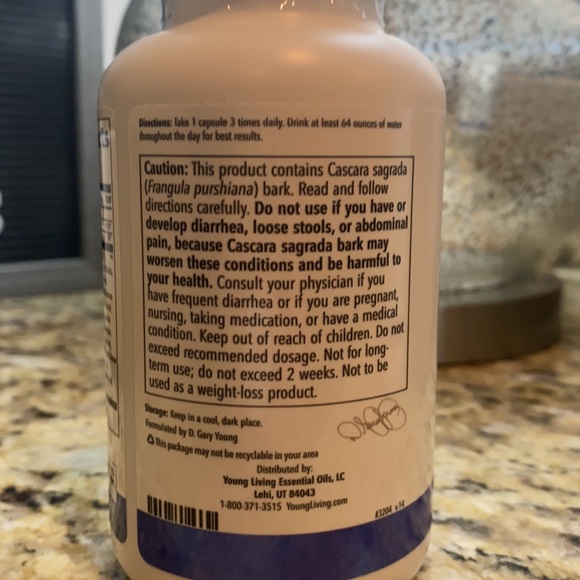 Directions: Take 1 capsule 3 times daily. Drink at least 64 ounces of water
throughout the day for best results.
Caution: This product contains Cascara sagrada
(Frangula purshiana) bark. Read and follow
directions carefully. Do not use if you have or
develop diarrhea, loose stools, or abdominal
pain, because Cascara sagrada bark may
worsen these conditions and be harmful to
your health. Consult your physician if you
have frequent diarrhea or if you are pregnant,
nursing, taking medication, or have a medical
condition. Keep out of reach of children. Do not
exceed recommended dosage. Not for long-
term use; do not exceed 2 weeks. Not to be
used as a weight-loss product.
Storage: Keep in a cool, dark place.
Formulated by D. Gary Young
This package may not be recyclable in your area
Distributed by:
Young Living Essential Oils, LC
Lehi, UT 84043
1-800-371-3515 YoungLiving.com
#3204 v.14